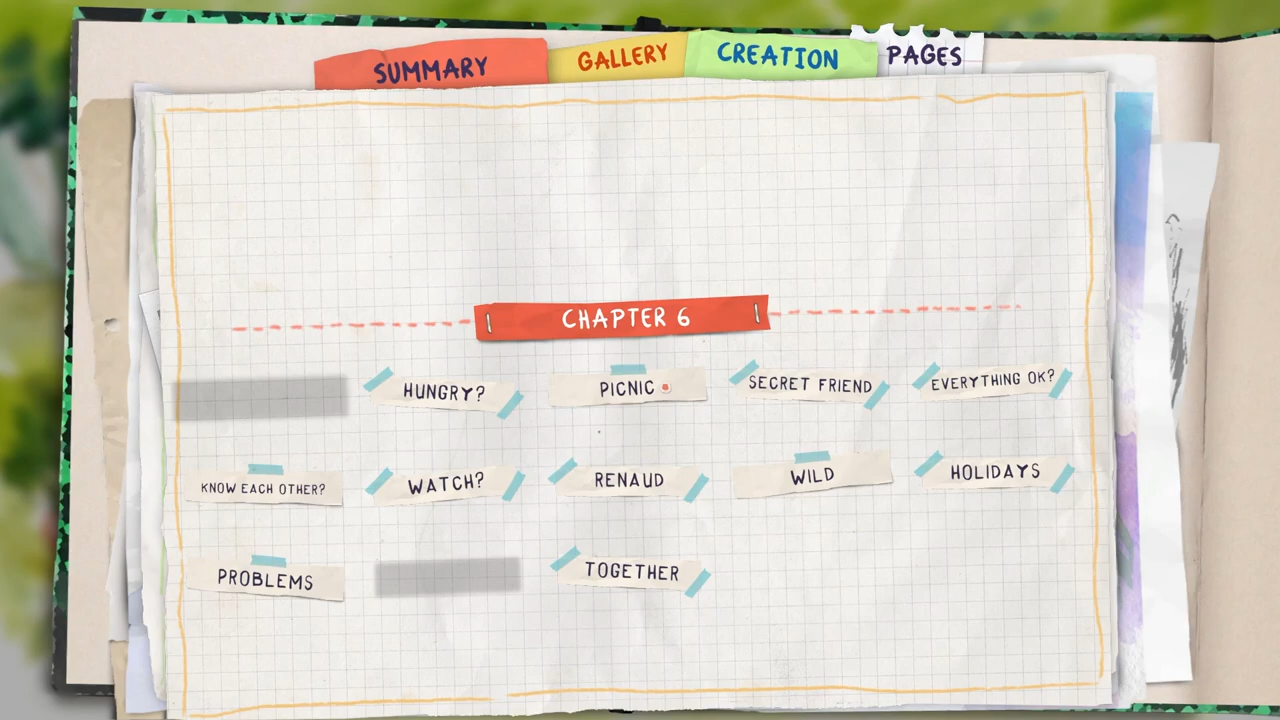 SUMMARY
GALLERY
CREATION
PAGES
CHAPTER 6
HUNGRY?
PICNIC
SECRET FRIEND
EVERYTHING OK?
KNOW EACH OTHER?
WATCH?
RENAUD
WILD
HOLIDAYS
PROBLEMS
TOGETHER